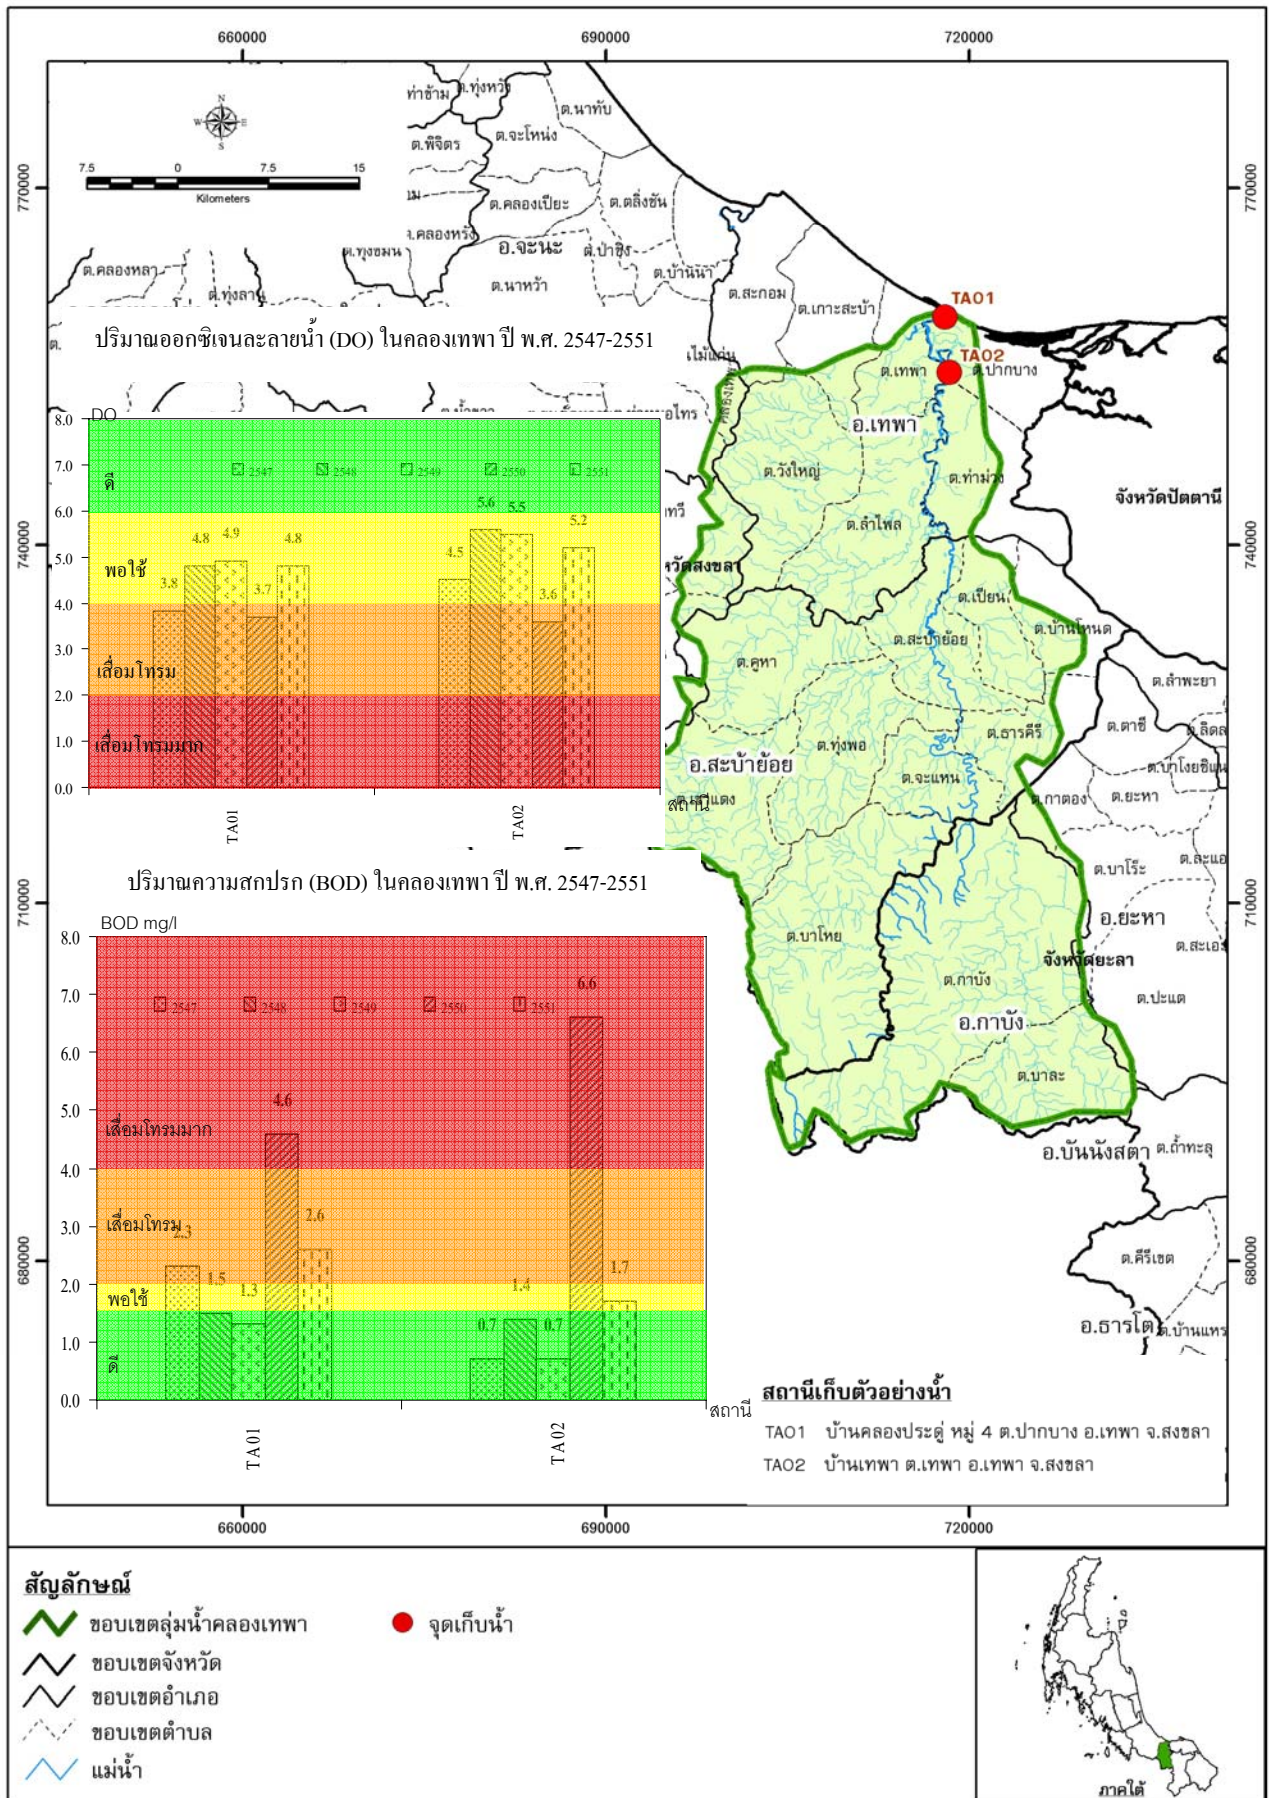 660000 690000 720000
770000 770000
740000 740000
710000 710000
680000 680000
N
W E
S
7.5 0 7.5 15
Kilometers
ต.ทุ่งหวัง
ต.นาทับ
ต.พิจิตร
ต.จะโหน่ง
ต.คลองเปียะ
ต.ตลิ่งชัน
อ.จะนะ
ต.ป่าชิง
ต.คลองหลา
ต.ทุ่งลาน
ต.นาหว้า
ต.บ้านนา
ต.สะกอม
ต.เกาะสะบ้า
TA01
TA02
ต.เทพา
ต.ปากบาง
อ.เทพา
ต.วังใหญ่
ต.ท่าม่วง
จังหวัดปัตตานี
ต.ลำไพล
ต.เปียน
ต.สะบ้าย้อย
ต.บ้านโหนด
ต.คูหา
ต.ลำพะยา
ต.ตาชี
ต.ธารคีรี
ต.ทุ่งพอ
อ.สะบ้าย้อย
ต.จะแหน
ต.กาตอง
ต.ยะหา
ต.บาโร๊ะ
อ.ยะหา
ต.บาโหย
จังหวัดยะลา
ต.กาบัง
ต.ปะแต
อ.กาบัง
ต.บาละ
อ.บันนังสตา
ต.ถ้ำทะลุ
ต.คีรีเขต
อ.ธารโต
ปริมาณออกซิเจนละลายน้ำ (DO) ในคลองเทพา ปี พ.ศ. 2547-2551
DO
8.0
7.0
6.0
5.0
4.0
3.0
2.0
1.0
0.0
2547 2548 2549 2550 2551
ดี
พอใช้
เสื่อมโทรม
เสื่อมโทรมมาก
3.8 4.8 4.9 3.7 4.8
4.5 5.6 5.5 3.6 5.2
TA01 TA02
สถานี
ปริมาณความสกปรก (BOD) ในคลองเทพา ปี พ.ศ. 2547-2551
BOD mg/l
8.0
7.0
6.0
5.0
4.0
3.0
2.0
1.0
0.0
2547 2548 2549 2550 2551
เสื่อมโทรมมาก
เสื่อมโทรม
พอใช้
ดี
2.3 1.5 1.3 4.6 2.6
0.7 1.4 0.7 6.6 1.7
TA01 TA02
สถานี
สถานีเก็บตัวอย่างน้ำ
TA01 บ้านคลองประดู่ หมู่ 4 ต.ปากบาง อ.เทพา จ.สงขลา
TA02 บ้านเทพา ต.เทพา อ.เทพา จ.สงขลา
660000 690000 720000
สัญลักษณ์
ขอบเขตลุ่มน้ำคลองเทพา
จุดเก็บน้ำ
ขอบเขตจังหวัด
ขอบเขตอำเภอ
ขอบเขตตำบล
แม่น้ำ
ภาคใต้